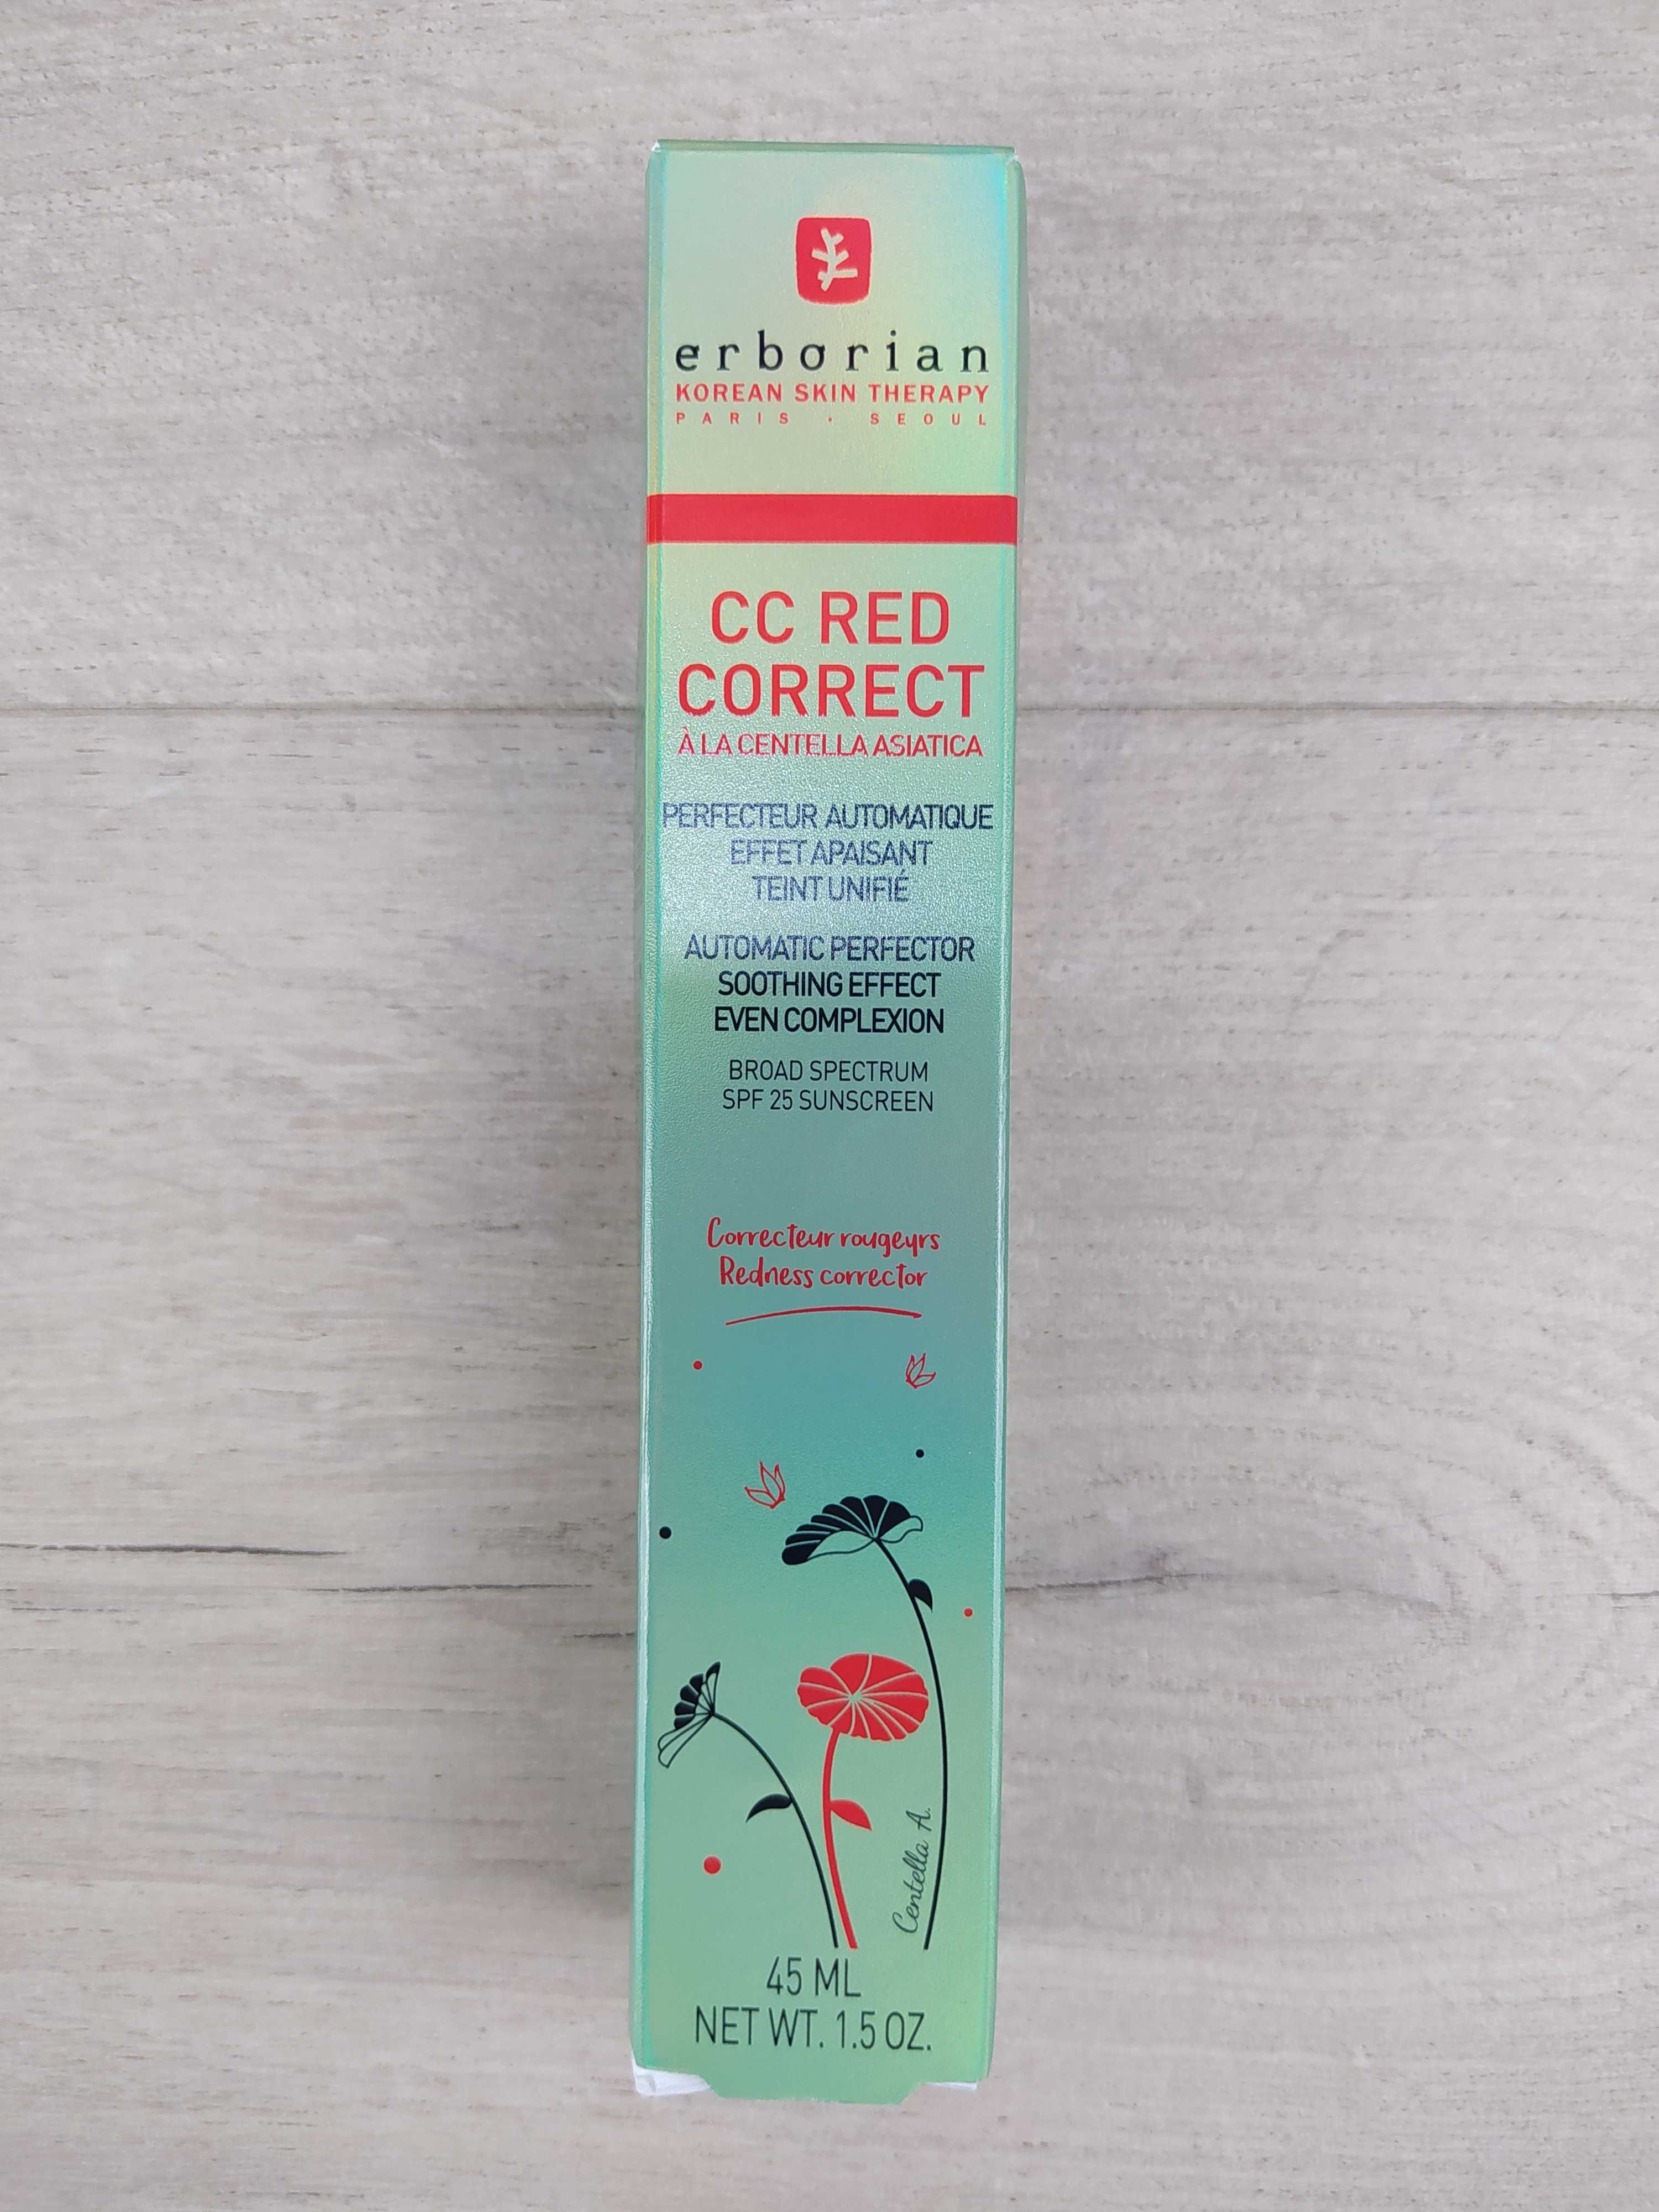 erborian
KOREAN SKIN THERAPY
PARIS · SEOUL
CC RED
CORRECT
À LA CENTELLA ASIATICA
PERFECTEUR AUTOMATIQUE
EFFET APAISANT
TEINT UNIFIÉ
AUTOMATIC PERFECTOR
SOOTHING EFFECT
EVEN COMPLEXION
BROAD SPECTRUM
SPF 25 SUNSCREEN
Correcteur rougeurs
Redness corrector
Centella A.
45 ML
NET WT. 1.5 OZ.